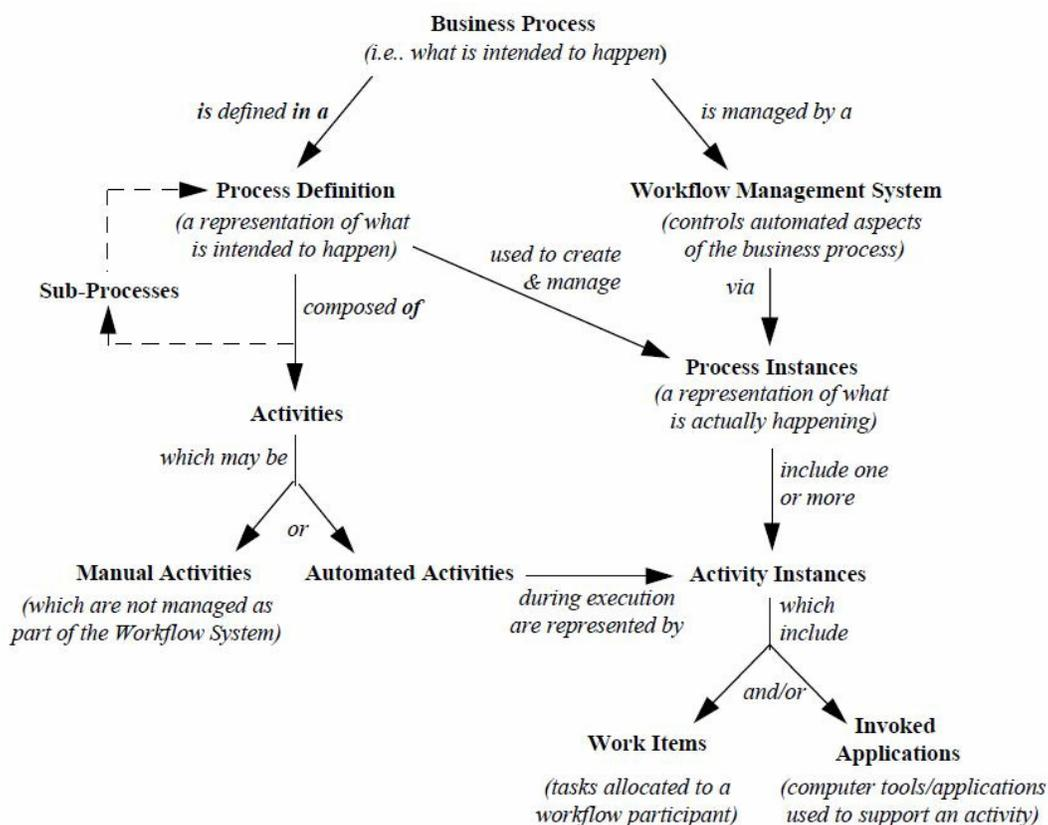 Business Process
(i.e.. what is intended to happen)
is defined in a
is managed by a
Process Definition
(a representation of what
is intended to happen)
Workflow Management System
(controls automated aspects
of the business process)
used to create
& manage
Sub-Processes
composed of
via
Process Instances
(a representation of what
is actually happening)
Activities
which may be
include one
or more
or
Manual Activities
(which are not managed as
part of the Workflow System)
Automated Activities
during execution
are represented by
Activity Instances
which
include
and/or
Work Items
(tasks allocated to a
workflow participant)
Invoked
Applications
(computer tools/applications
used to support an activity)